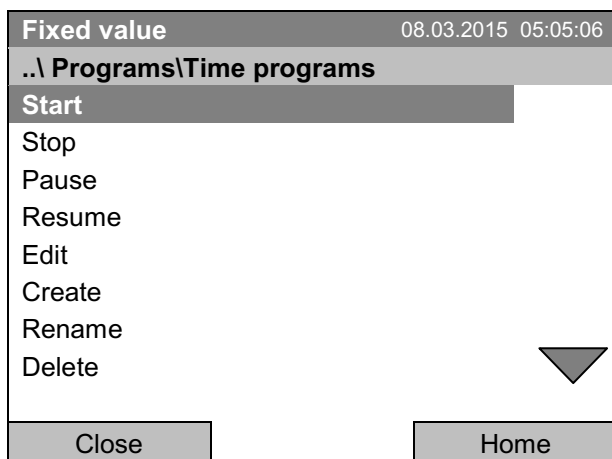 Fixed value 08.03.2015 05:05:06
..\ Programs\Time programs
Start
Stop
Pause
Resume
Edit
Create
Rename
Delete
Close Home